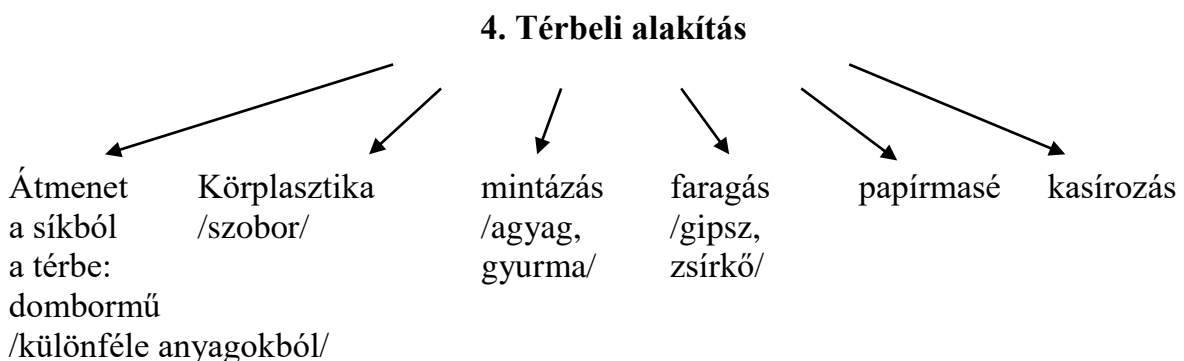 4. Térbeli alakítás
Átmenet
a síkból
a térbe:
dombormű
/különféle anyagokból/
Körplasztika
/szobor/
mintázás
/agyag,
gyurma/
faragás
/gipsz,
zsírkő/
papírmasé
kasírozás